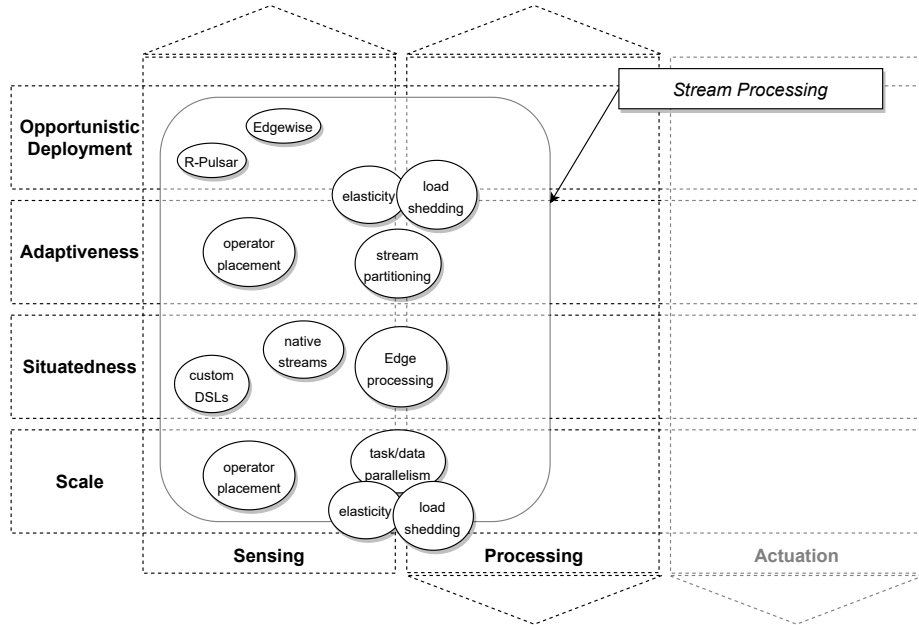 Stream Processing
Opportunistic
Deployment
Edgewise
R-Pulsar
elasticity
load
shedding
Adaptiveness
operator
placement
stream
partitioning
Situatedness
native
streams
custom
DSLs
Edge
processing
Scale
operator
placement
task/data
parallelism
elasticity
load
shedding
Sensing
Processing
Actuation